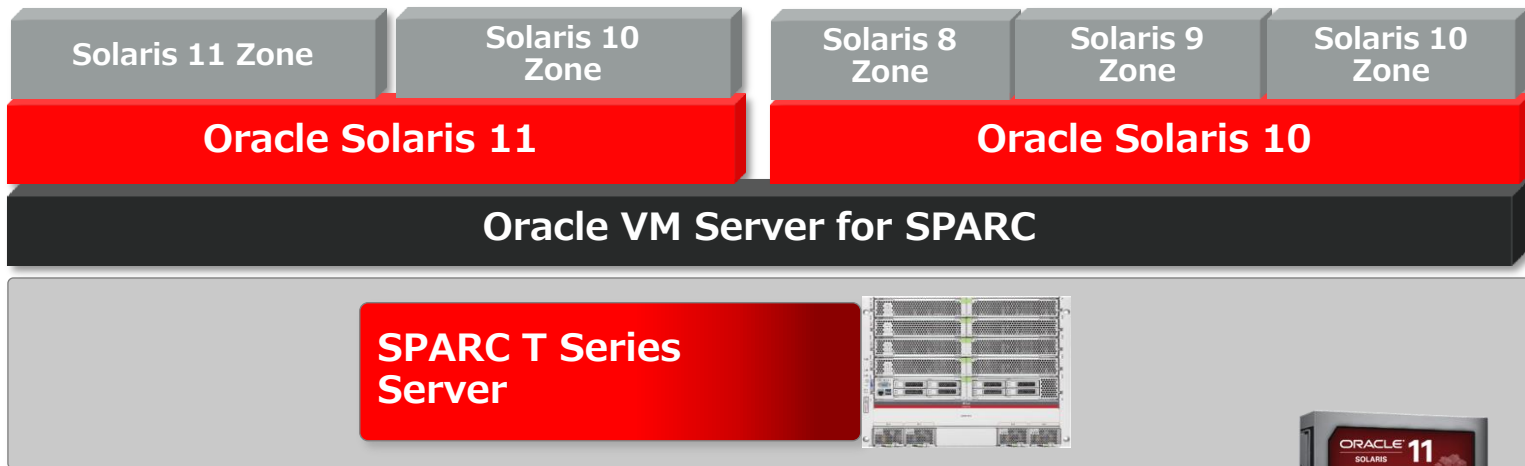 Solaris 11 Zone
Solaris 10
Zone
Solaris 8
Zone
Solaris 9
Zone
Solaris 10
Zone
Oracle Solaris 11
Oracle Solaris 10
Oracle VM Server for SPARC
SPARC T Series
Server
ORACLE 11
SOLARIS